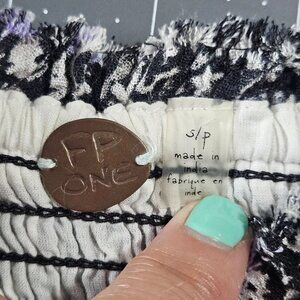 FP
ONE
s/p
made in
india
fabriqué en
inde